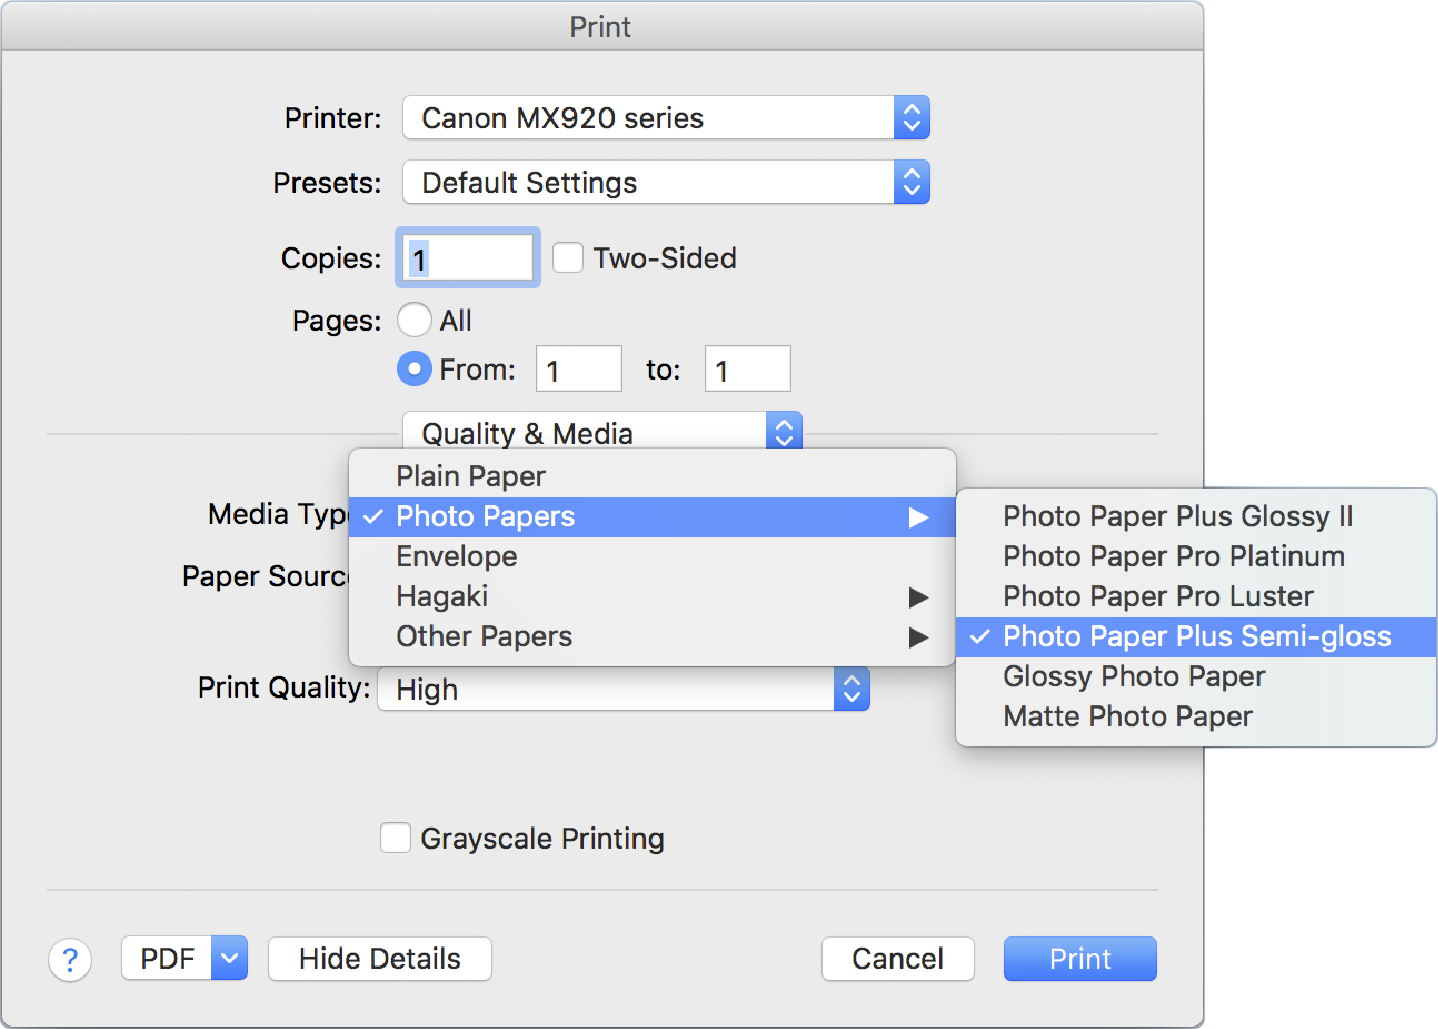 Print
Printer: Canon MX920 series
Presets: Default Settings
Copies: 1 Two-Sided
Pages: All
From: 1 to: 1
Quality & Media
Plain Paper
Media Typ Photo Papers Photo Paper Plus Glossy II
Envelope Photo Paper Pro Platinum
Paper Sourc
Hagaki Photo Paper Pro Luster
Other Papers Photo Paper Plus Semi-gloss
Glossy Photo Paper
Print Quality: High
Matte Photo Paper
Grayscale Printing
? PDF Hide Details Cancel Print